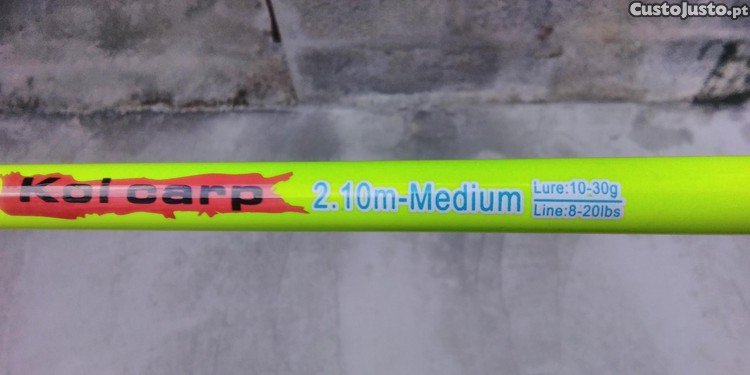 CustoJusto.pt
Koi carp
2.10m-Medium
Lure:10-30g
Line:8-20lbs